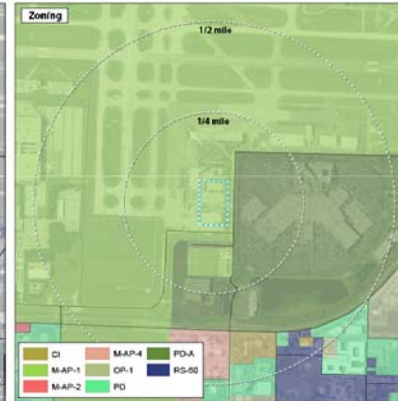 Zoning
1/2 mile
1/4 mile
CI
M-AP-1
M-AP-2
M-AP-4
OP-1
PD
PD-A
RS-60